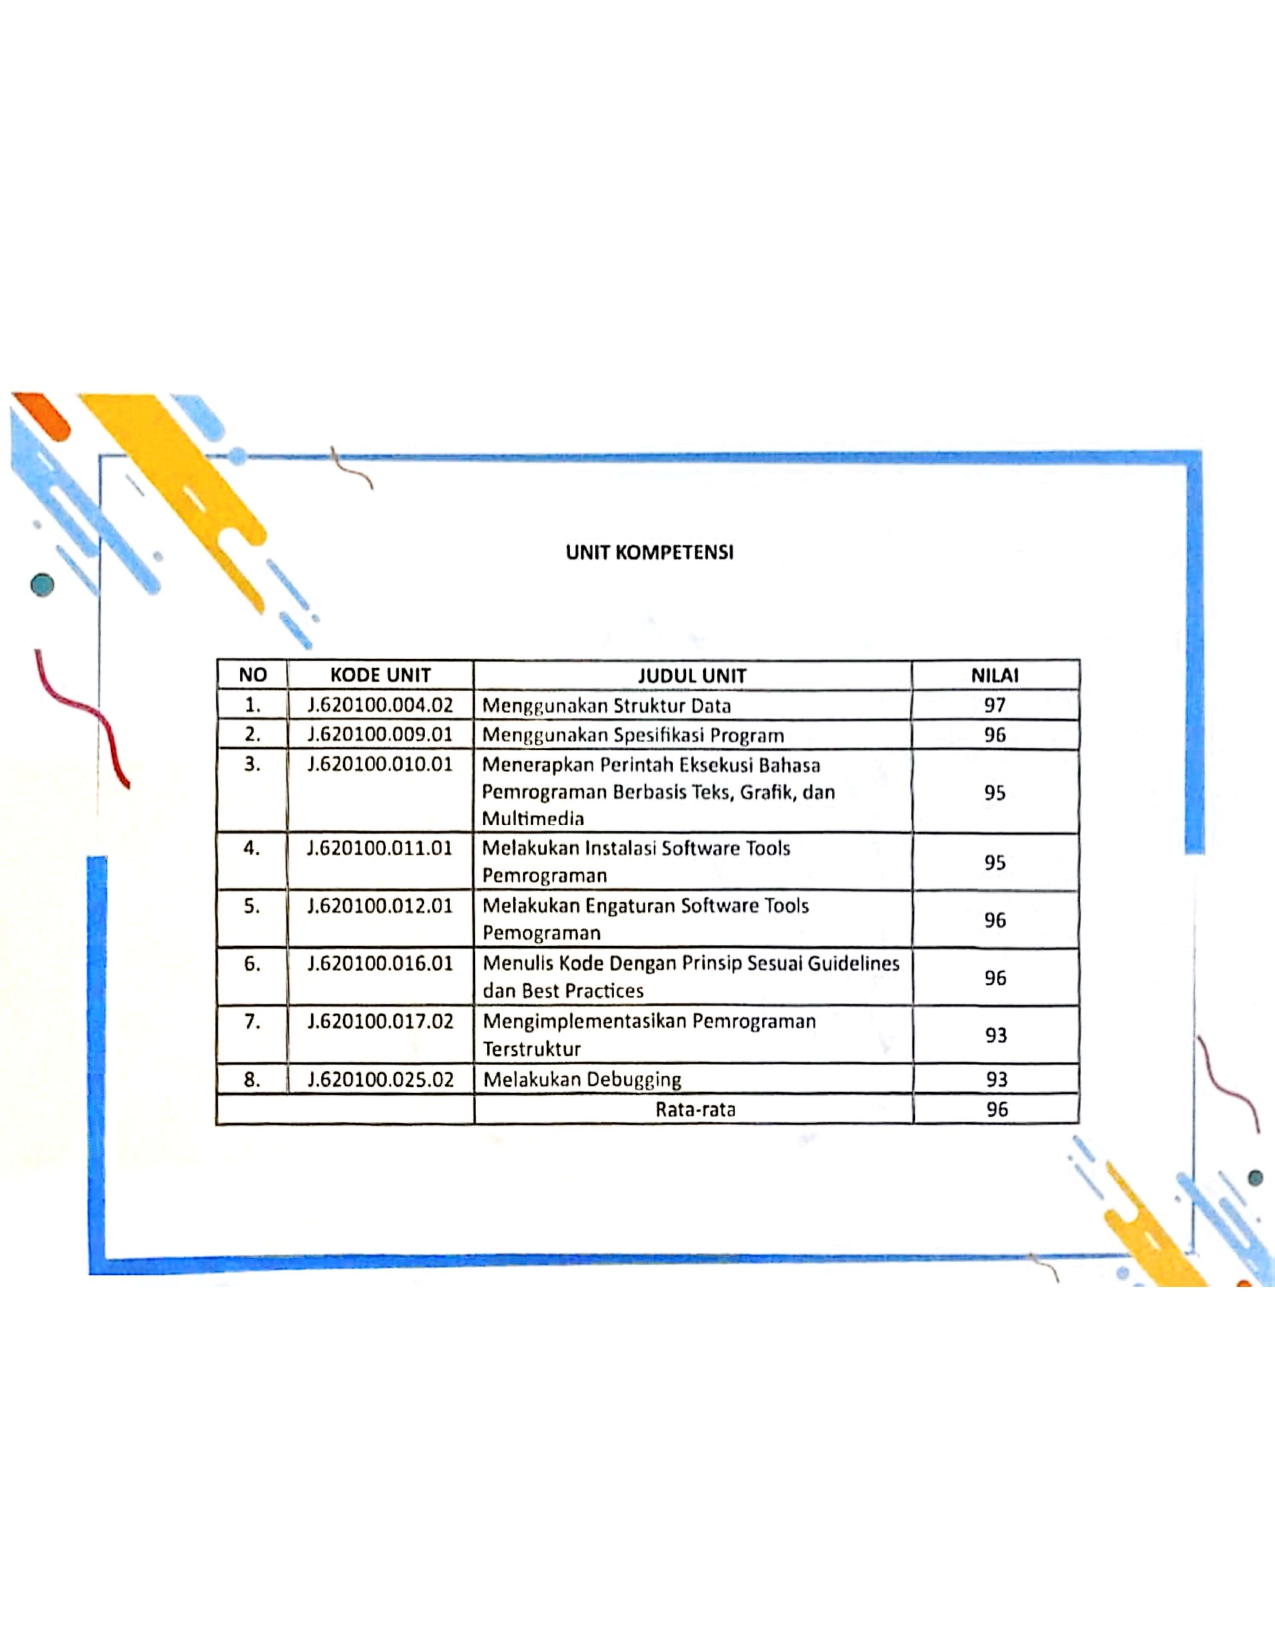 UNIT KOMPETENSI
NO KODE UNIT JUDUL UNIT NILAI
1. J.620100.004.02 Menggunakan Struktur Data 97
2. J.620100.009.01 Menggunakan Spesifikasi Program 96
3. J.620100.010.01 Menerapkan Perintah Eksekusi Bahasa
Pemrograman Berbasis Teks, Grafik, dan 95
Multimedia
4. J.620100.011.01 Melakukan Instalasi Software Tools
Pemrograman 95
5. J.620100.012.01 Melakukan Engaturan Software Tools
Pemograman 96
6. J.620100.016.01 Menulis Kode Dengan Prinsip Sesuai Guidelines
dan Best Practices 96
7. J.620100.017.02 Mengimplementasikan Pemrograman
Terstruktur 93
8. J.620100.025.02 Melakukan Debugging 93
Rata-rata 96